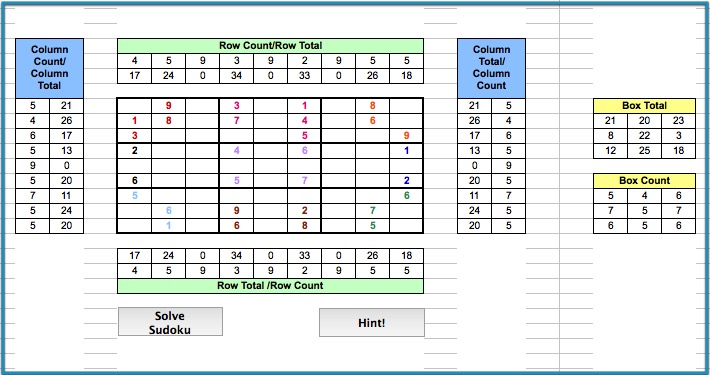 Row Count/Row Total
Column Count/ Column Total
4 5 9 3 9 2 9 5 5
17 24 0 34 0 33 0 26 18
Column Total/ Column Count
5 21 9 3 1 8 21 5 Box Total
4 26 1 8 7 4 6 26 4 21 20 23
6 17 3 5 9 17 6 8 22 3
5 13 2 4 6 1 13 5 12 25 18
9 0 0 9
5 20 6 5 7 2 20 5 Box Count
7 11 5 6 11 7 5 4 6
5 24 6 9 2 7 24 5 7 5 7
5 20 1 6 8 5 20 5 6 5 6
17 24 0 34 0 33 0 26 18
4 5 9 3 9 2 9 5 5
Row Total /Row Count
Solve
Sudoku
Hint!